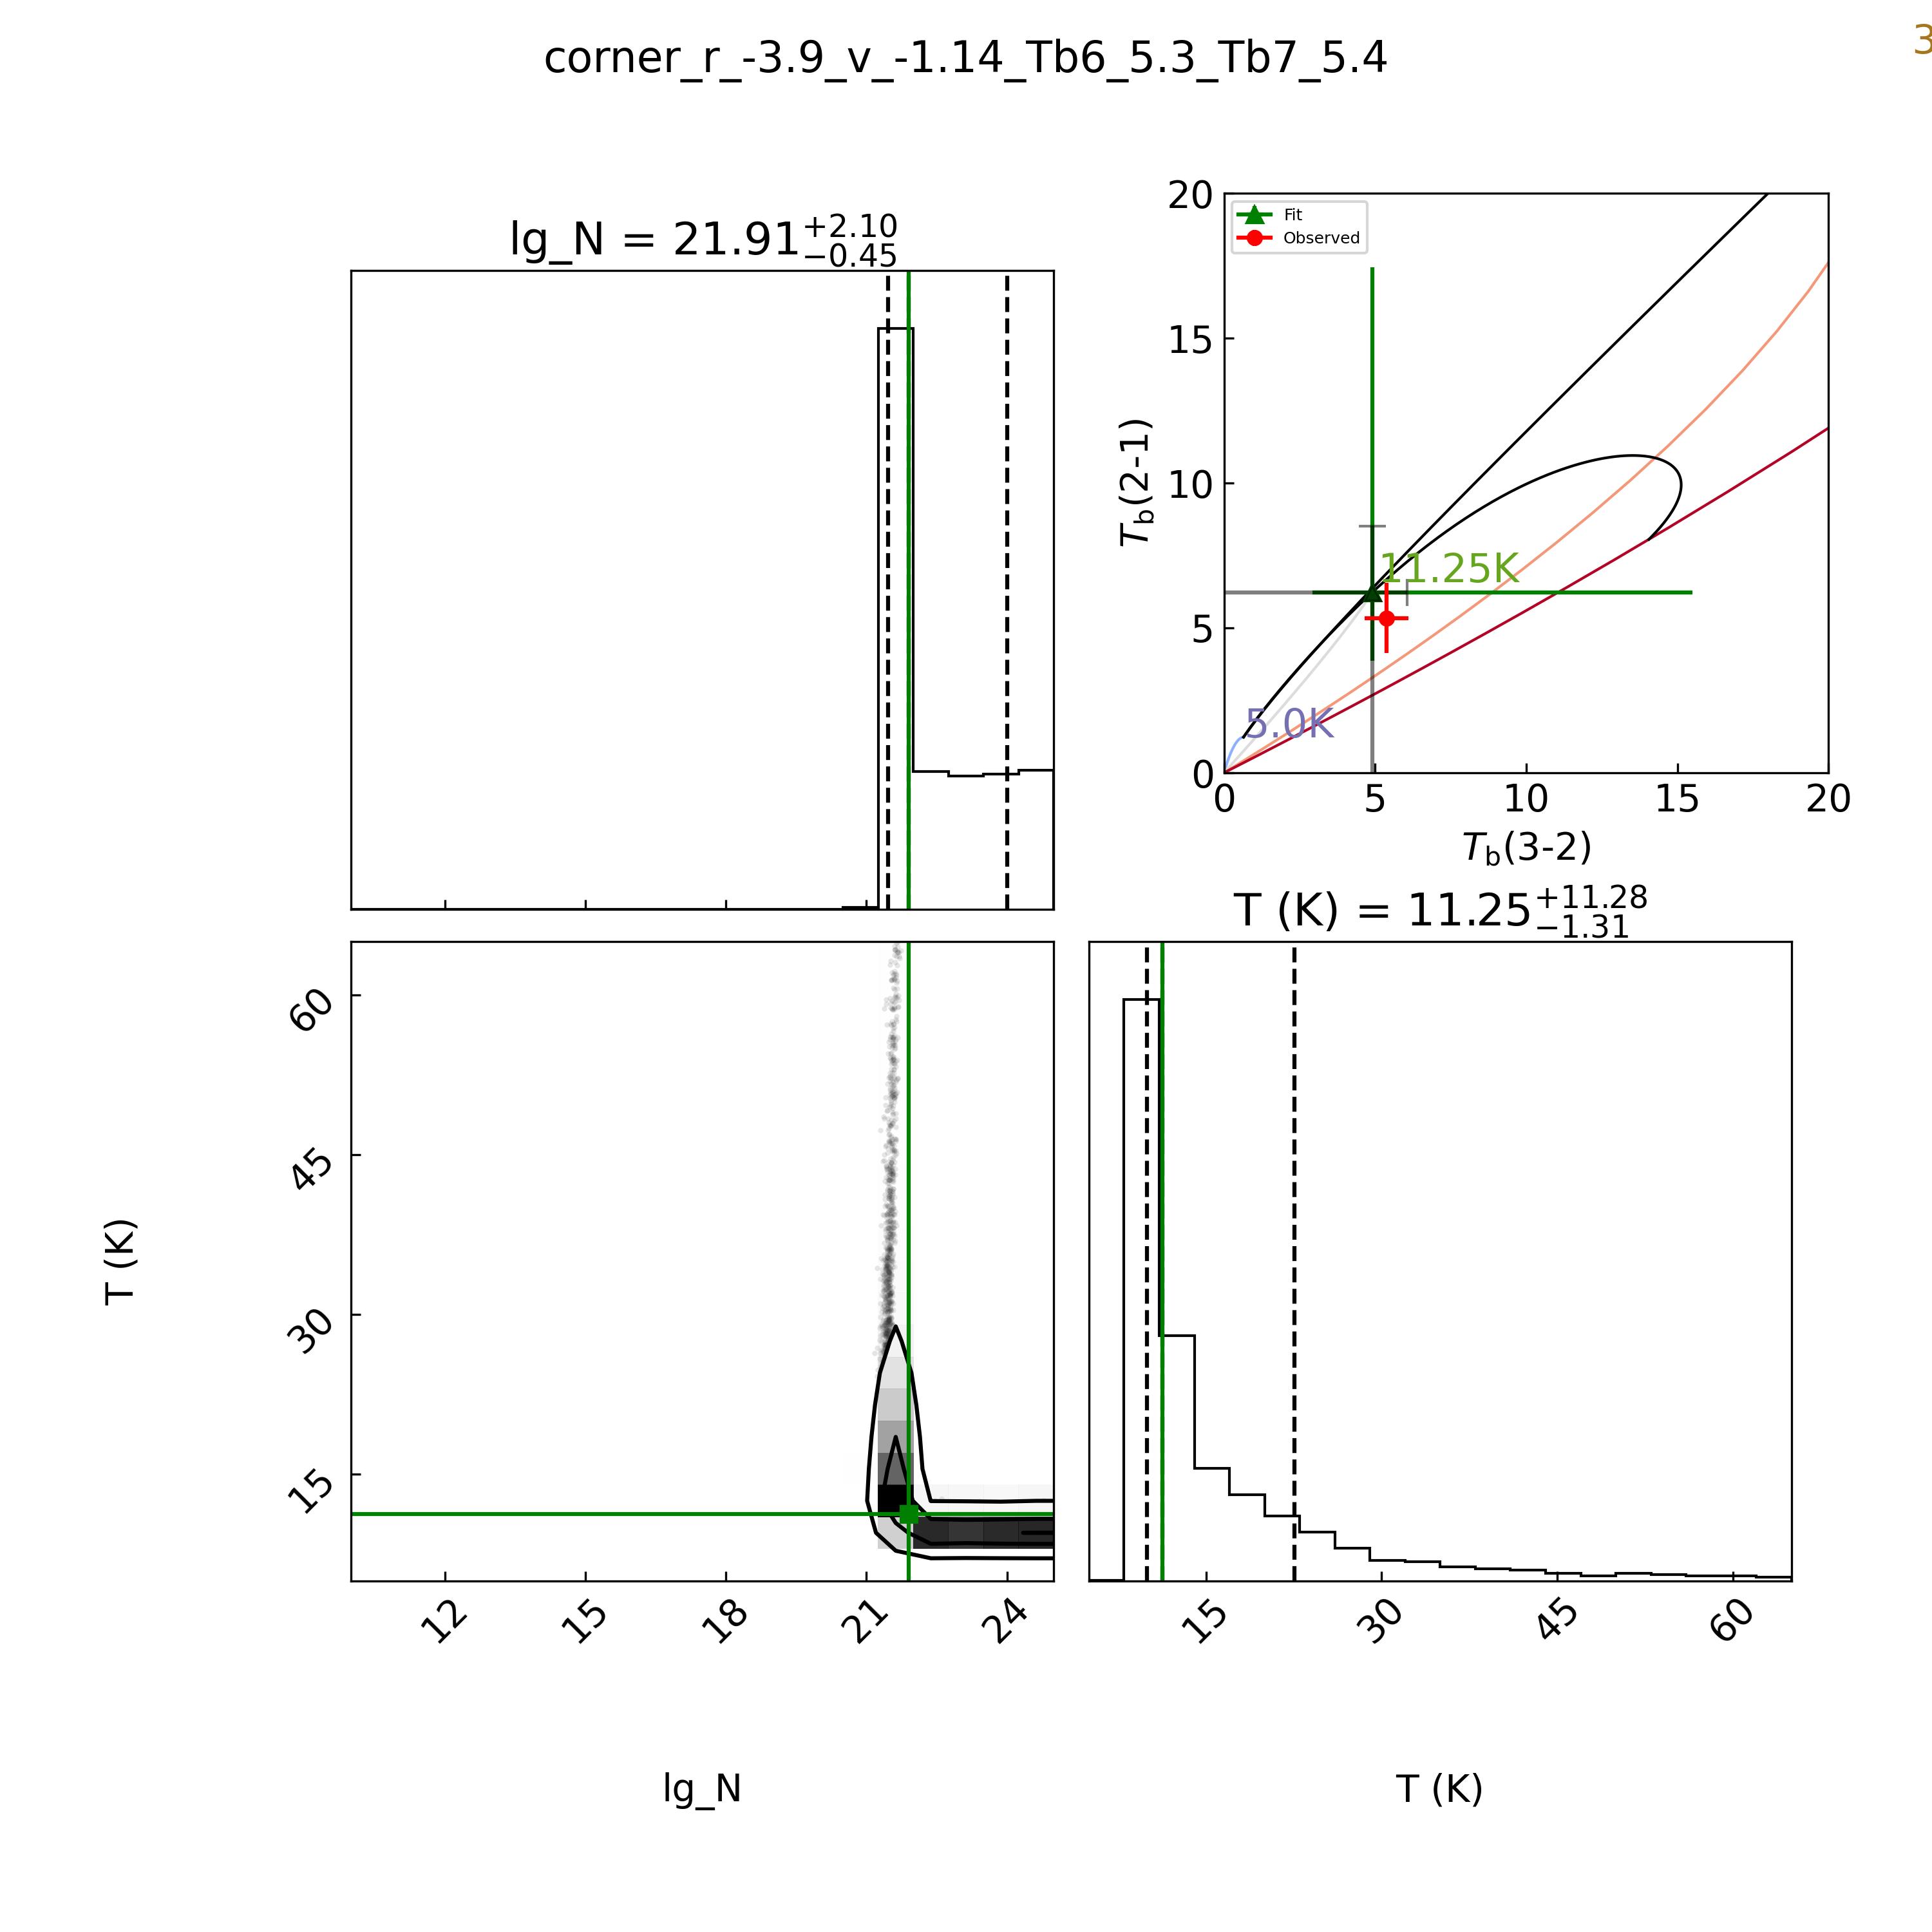 corner_r_-3.9_v_-1.14_Tb6_5.3_Tb7_5.4
3
lg_N = 21.91 +2.10 −0.45
Fit
Observed
20
15
10
5
0
T_b(2-1)
11.25K
5.0K
0 5 10 15 20
T_b(3-2)
T (K) = 11.25 +11.28 −1.31
60
45
30
15
T (K)
12 15 18 21 24
lg_N
15 30 45 60
T (K)